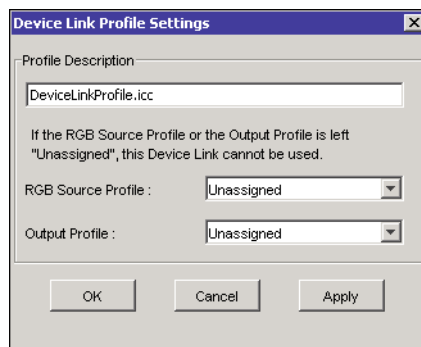 Device Link Profile Settings
Profile Description
DeviceLinkProfile.icc
If the RGB Source Profile or the Output Profile is left
"Unassigned", this Device Link cannot be used.
RGB Source Profile : Unassigned
Output Profile : Unassigned
OK Cancel Apply